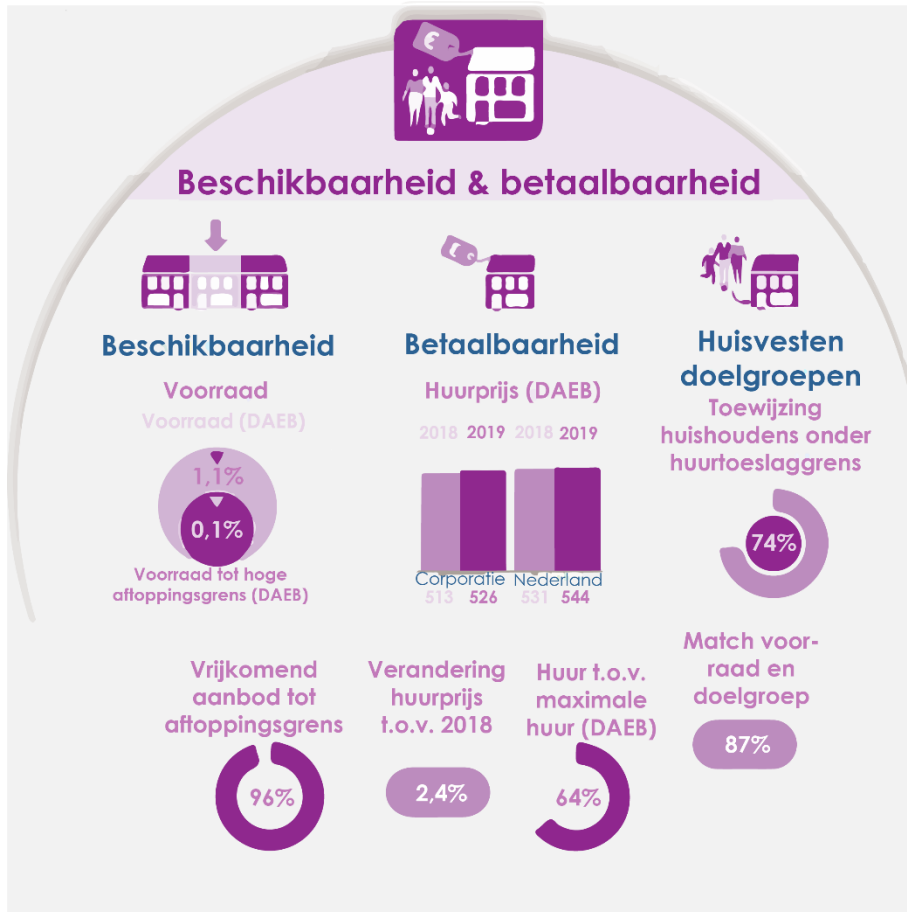 Beschikbaarheid & betaalbaarheid
Beschikbaarheid
Voorraad
Voorraad (DAEB)
1,1%
0,1%
Voorraad tot hoge
aftoppingsgrens (DAEB)
Vrijkomend
aanbod tot
aftoppingsgrens
96%
Betaalbaarheid
Huurprijs (DAEB)
2018 2019 2018 2019
Corporatie Nederland
513 526 531 544
Verandering
huurprijs
t.o.v. 2018
2,4%
Huur t.o.v.
maximale
huur (DAEB)
64%
Huisvesten
doelgroepen
Toewijzing
huishoudens onder
huurtoeslaggrens
74%
Match voor-
raad en
doelgroep
87%